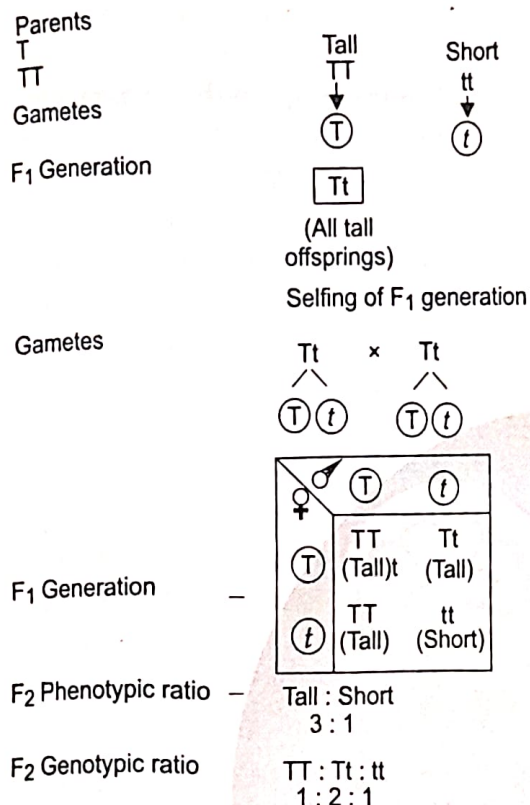 Parents
T
TT
Tall
TT
Short
tt
Gametes
T
t
F1 Generation
Tt
(All tall
offsprings)
Selfing of F1 generation
Gametes
Tt × Tt
T t T t
♀ ♂ T t
T TT Tt
(Tall)t (Tall)
F1 Generation –
t TT tt
(Tall) (Short)
F2 Phenotypic ratio – Tall : Short
3 : 1
F2 Genotypic ratio TT : Tt : tt
1 : 2 : 1